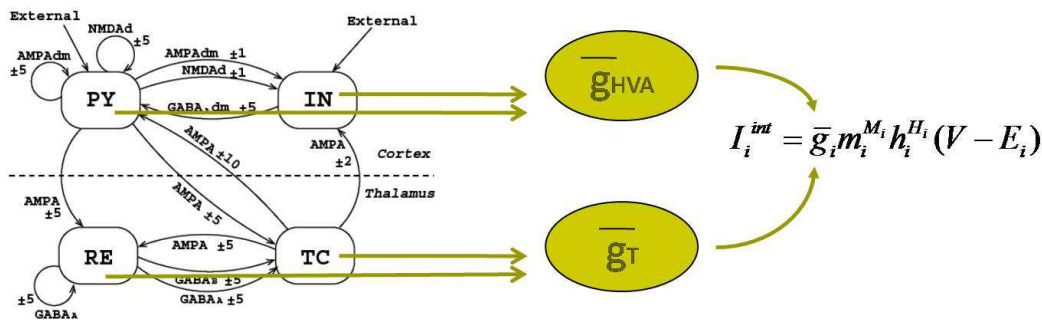 External
NMDAd
±5
External
AMPAdm
±5
AMPAdm ±1
NMDAd ±1
PY
IN
GABAₐdm ±5
g̅HVA
AMPA ±10
AMPA
±2
Cortex
Thalamus
I_i^int = g̅_i m_i^{M_i} h_i^{H_i} (V − E_i)
AMPA
±5
AMPA ±5
RE
AMPA ±5
TC
g̅T
GABAB ±5
GABAA ±5
±5
GABAA